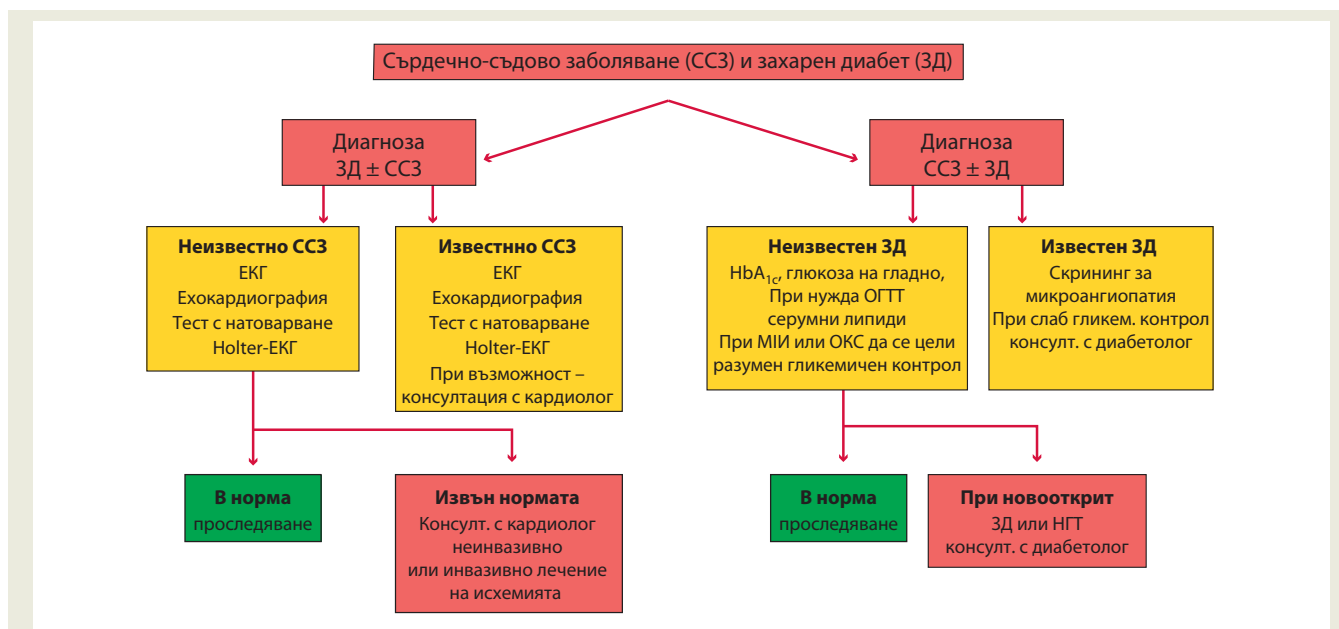 Сърдечно-съдово заболяване (ССЗ) и захарен диабет (ЗД)
Диагноза
ЗД ± ССЗ
Диагноза
ССЗ ± ЗД
Неизвестно ССЗ
ЕКГ
Ехокардиография
Тест с натоварване
Holter-ЕКГ
Известнно ССЗ
ЕКГ
Ехокардиография
Тест с натоварване
Holter-ЕКГ
При възможност –
консултация с кардиолог
Неизвестен ЗД
HbA1c, глюкоза на гладно,
При нужда ОГТТ
серумни липиди
При МІИ или ОКС да се цели
разумен гликемичен контрол
Известен ЗД
Скрининг за
микроангиопатия
При слаб гликем. контрол
консулт. с диабетолог
В норма
проследяване
Извън нормата
Консулт. с кардиолог
неинвазивно
или инвазивно лечение
на исхемията
В норма
проследяване
При новооткрит
ЗД или НГТ
консулт. с диабетолог